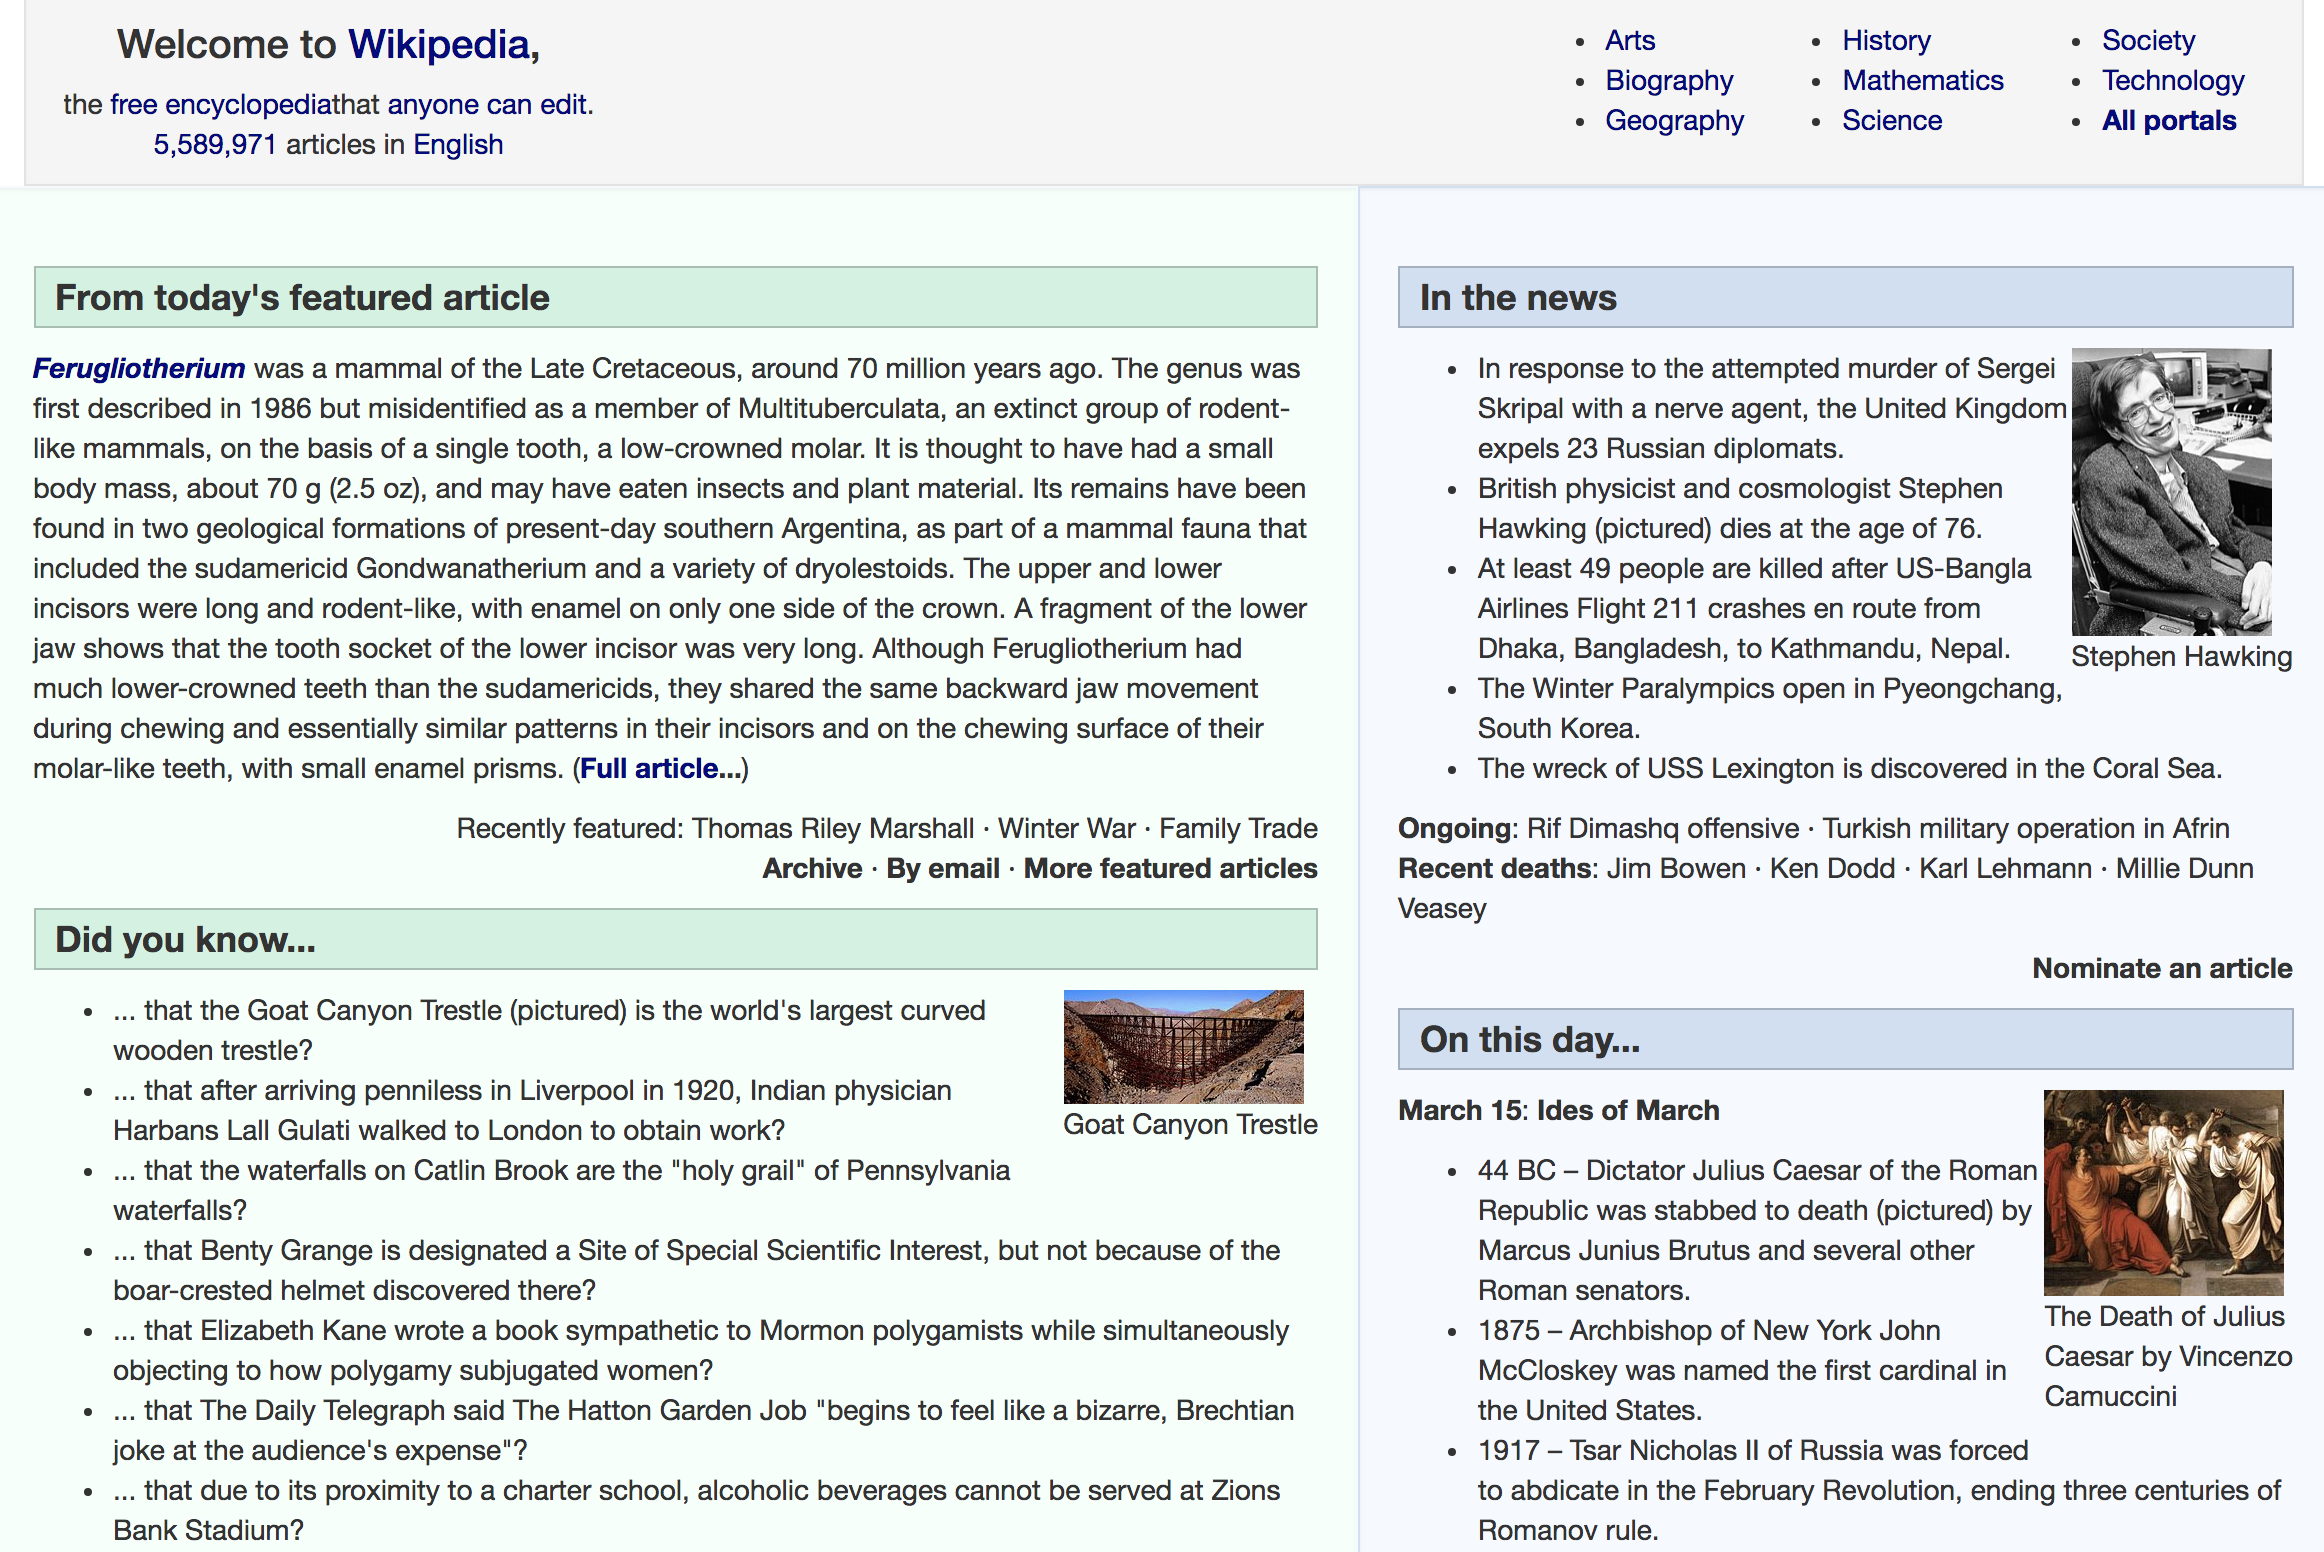 Welcome to Wikipedia,
the free encyclopediathat anyone can edit.
5,589,971 articles in English
Arts
Biography
Geography
History
Mathematics
Science
Society
Technology
All portals
From today's featured article
Ferugliotherium was a mammal of the Late Cretaceous, around 70 million years ago. The genus was
first described in 1986 but misidentified as a member of Multituberculata, an extinct group of rodent-
like mammals, on the basis of a single tooth, a low-crowned molar. It is thought to have had a small
body mass, about 70 g (2.5 oz), and may have eaten insects and plant material. Its remains have been
found in two geological formations of present-day southern Argentina, as part of a mammal fauna that
included the sudamericid Gondwanatherium and a variety of dryolestoids. The upper and lower
incisors were long and rodent-like, with enamel on only one side of the crown. A fragment of the lower
jaw shows that the tooth socket of the lower incisor was very long. Although Ferugliotherium had
much lower-crowned teeth than the sudamericids, they shared the same backward jaw movement
during chewing and essentially similar patterns in their incisors and on the chewing surface of their
molar-like teeth, with small enamel prisms. (Full article...)
Recently featured: Thomas Riley Marshall · Winter War · Family Trade
Archive · By email · More featured articles
Did you know...
... that the Goat Canyon Trestle (pictured) is the world's largest curved
wooden trestle?
... that after arriving penniless in Liverpool in 1920, Indian physician
Harbans Lall Gulati walked to London to obtain work?
... that the waterfalls on Catlin Brook are the "holy grail" of Pennsylvania
waterfalls?
... that Benty Grange is designated a Site of Special Scientific Interest, but not because of the
boar-crested helmet discovered there?
... that Elizabeth Kane wrote a book sympathetic to Mormon polygamists while simultaneously
objecting to how polygamy subjugated women?
... that The Daily Telegraph said The Hatton Garden Job "begins to feel like a bizarre, Brechtian
joke at the audience's expense"?
... that due to its proximity to a charter school, alcoholic beverages cannot be served at Zions
Bank Stadium?
Goat Canyon Trestle
In the news
In response to the attempted murder of Sergei
Skripal with a nerve agent, the United Kingdom
expels 23 Russian diplomats.
British physicist and cosmologist Stephen
Hawking (pictured) dies at the age of 76.
At least 49 people are killed after US-Bangla
Airlines Flight 211 crashes en route from
Dhaka, Bangladesh, to Kathmandu, Nepal.
The Winter Paralympics open in Pyeongchang,
South Korea.
The wreck of USS Lexington is discovered in the Coral Sea.
Stephen Hawking
Ongoing: Rif Dimashq offensive · Turkish military operation in Afrin
Recent deaths: Jim Bowen · Ken Dodd · Karl Lehmann · Millie Dunn
Veasey
Nominate an article
On this day...
March 15: Ides of March
44 BC – Dictator Julius Caesar of the Roman
Republic was stabbed to death (pictured) by
Marcus Junius Brutus and several other
Roman senators.
1875 – Archbishop of New York John
McCloskey was named the first cardinal in
the United States.
1917 – Tsar Nicholas II of Russia was forced
to abdicate in the February Revolution, ending three centuries of
Romanov rule.
The Death of Julius
Caesar by Vincenzo
Camuccini